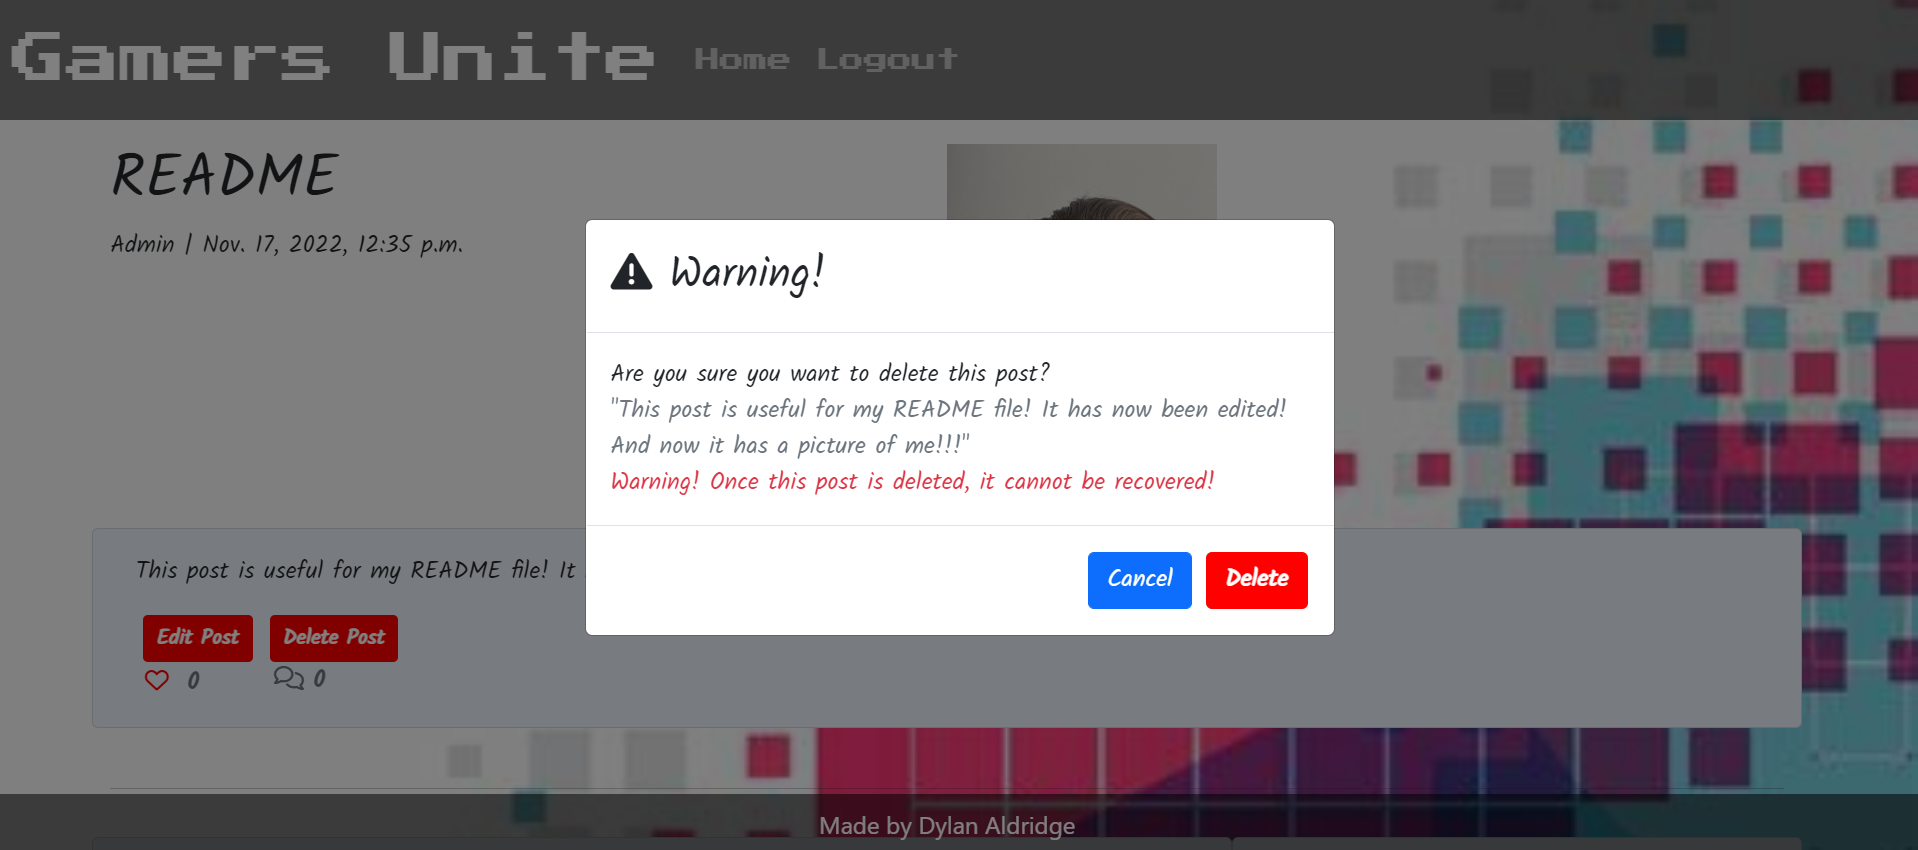 Gamers Unite Home Logout
README
Admin | Nov. 17, 2022, 12:35 p.m.
Warning!
Are you sure you want to delete this post?
"This post is useful for my README file! It has now been edited!
And now it has a picture of me!!!"
Warning! Once this post is deleted, it cannot be recovered!
Cancel Delete
This post is useful for my README file! It
Edit Post Delete Post
0 0
Made by Dylan Aldridge